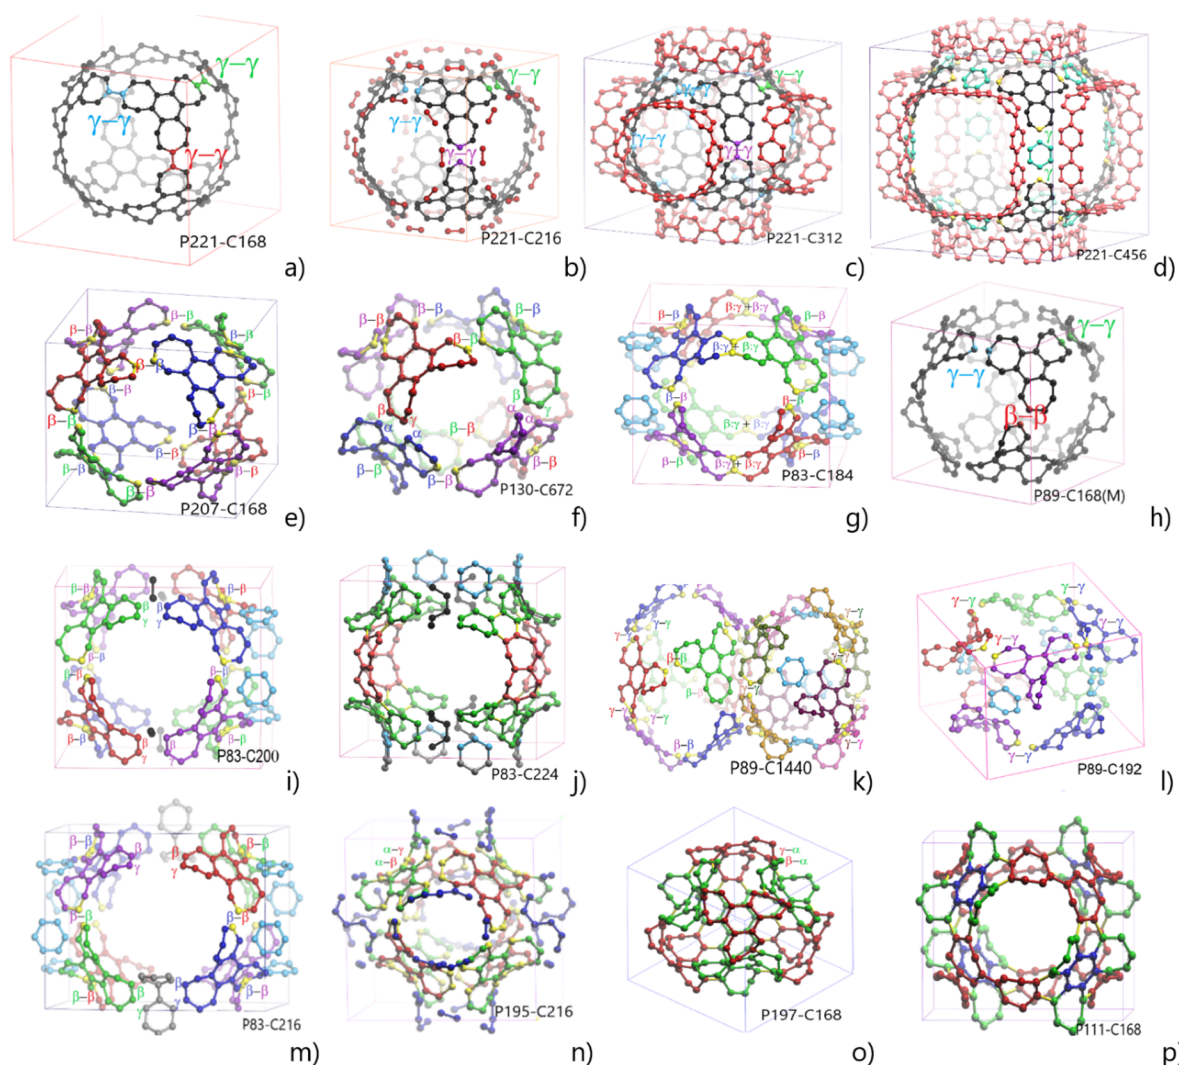 γ–γ
γ–γ
γ–γ
P221-C168
a)
γ–γ
γ–γ
γ–γ
P221-C216
b)
γ–γ
γ–γ
γ–γ
γ–γ
P221-C312
c)
γ
γ
P221-C456
d)
β–β
β–β
β–β
β–β
β–β
β–β
β–β
β–β
β–β
β–β
β–β
β–β
P207-C168
e)
β–β
β–β
β–β
β γ
β γ
α α
α α
β–β
β–β
β–β
β–β
P130-C672
f)
β:γ+β:γ
β–β
β–β
β:γ + β:γ
β–β
β–β
β:γ + β:γ
β–β
β:γ + β:γ
β–β
P83-C184
g)
γ–γ
γ–γ
β–β
P89-C168(M)
h)
β–β
β β
γ γ
β–β
β–β
β–β
β–β
β–β
β β
γ γ
P83-C200
i)
P83-C224
j)
γ–γ
γ–γ
β–β
γ–γ
γ–γ
β–β
γ–γ
γ–γ
γ–γ
β–β
γ–γ
γ–γ
P89-C1440
k)
γ–γ
γ–γ
γ–γ
γ–γ
γ–γ
γ–γ
P89-C192
l)
β–β
β β
γ γ
β–β
β–β
β–β
β–β
β β
γ γ
β–β
P83-C216
m)
α–γ
α–β
P195-C216
n)
γ–α
β–α
P197-C168
o)
P111-C168
p)